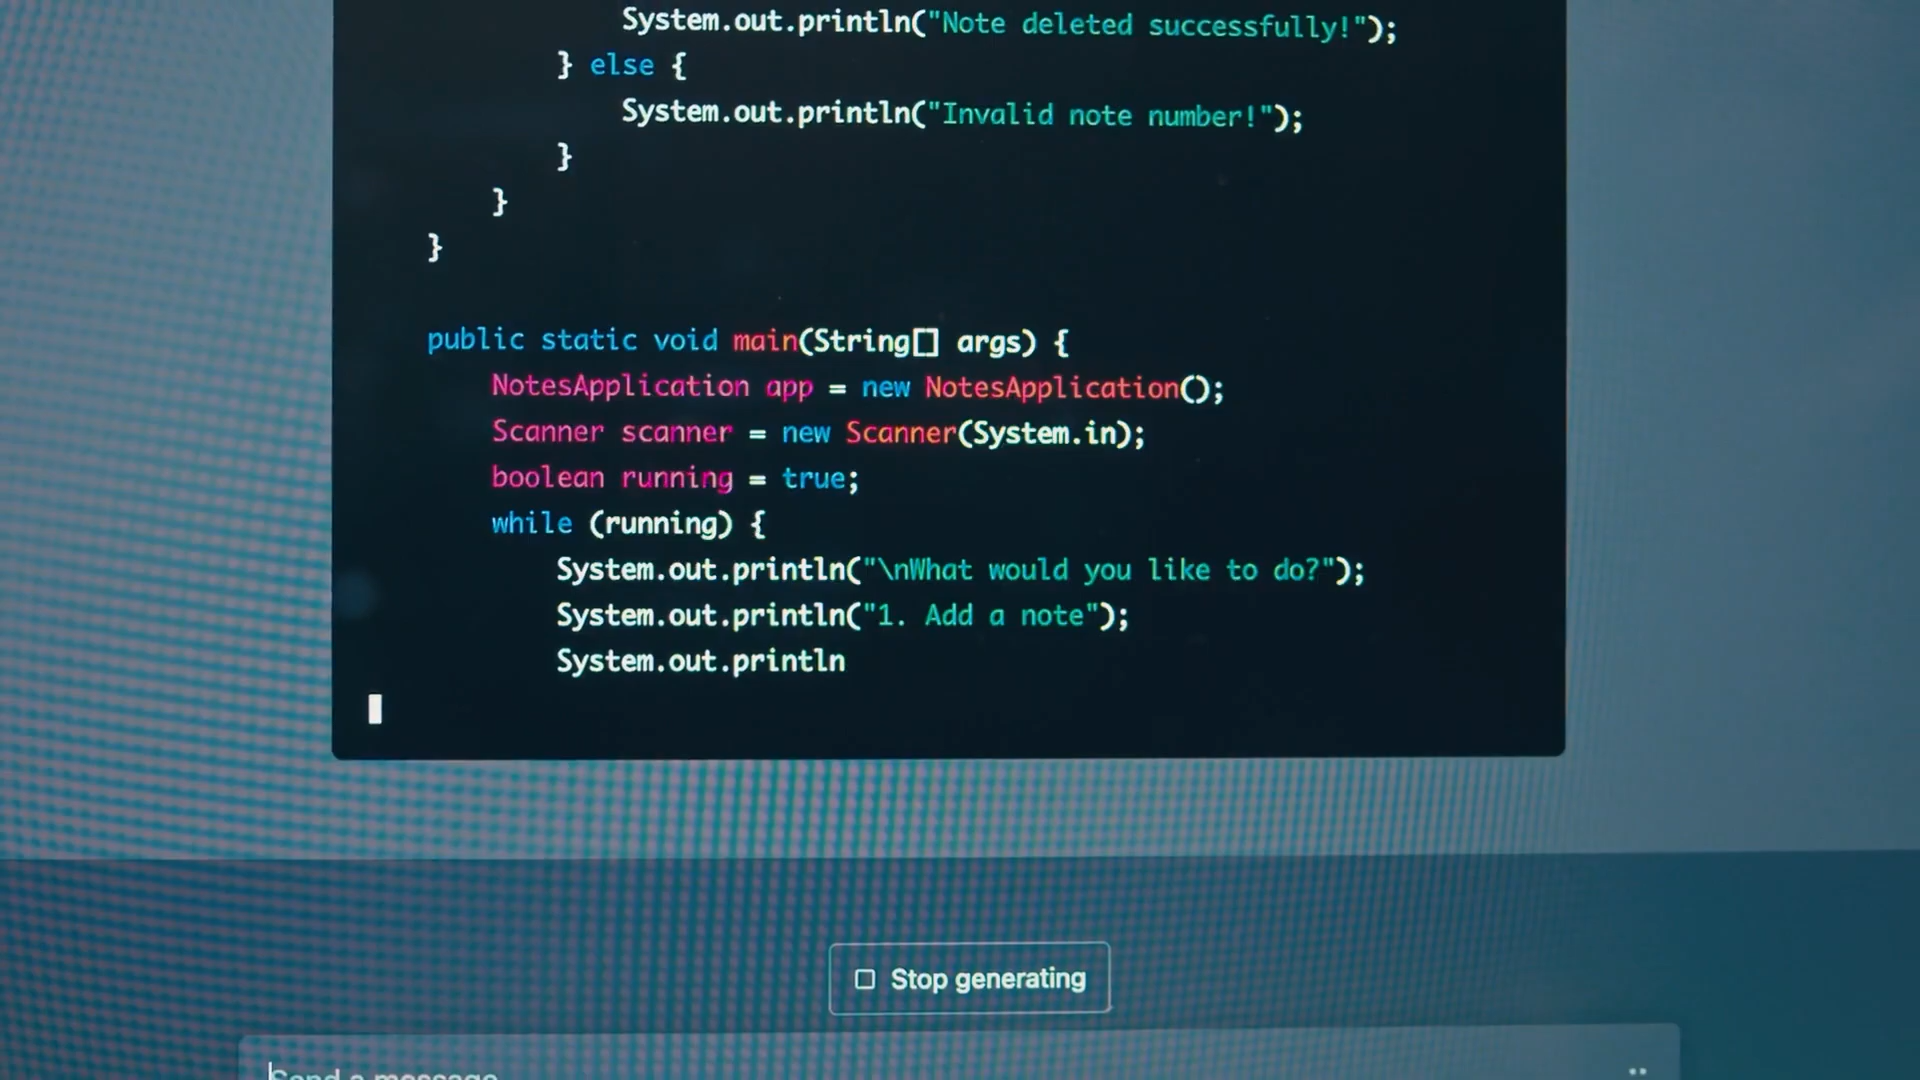 System.out.println("Note deleted successfully!");
} else {
System.out.println("Invalid note number!");
}
}
}
public static void main(String[] args) {
NotesApplication app = new NotesApplication();
Scanner scanner = new Scanner(System.in);
boolean running = true;
while (running) {
System.out.println("\nWhat would you like to do?");
System.out.println("1. Add a note");
System.out.println
Stop generating
Send a message